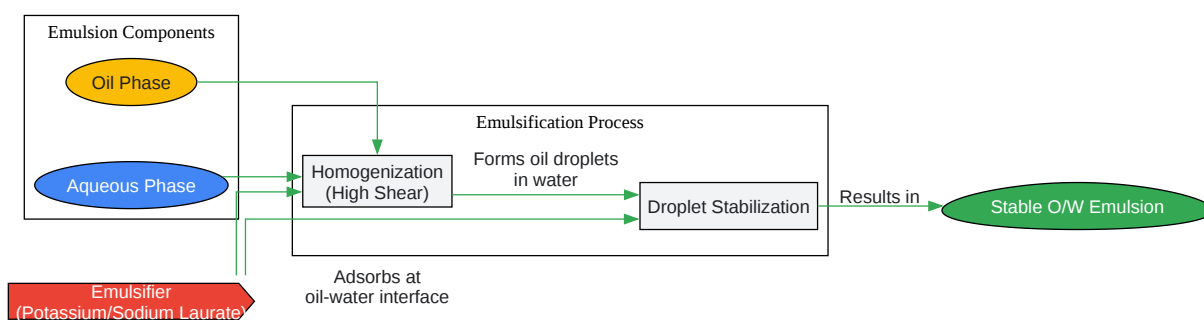 Emulsion Components
Oil Phase
Aqueous Phase
Emulsification Process
Homogenization
(High Shear)
Forms oil droplets
in water
Droplet Stabilization
Results in
Stable O/W Emulsion
Adsorbs at
oil-water interface
Emulsifier
(Potassium/Sodium Laurate)